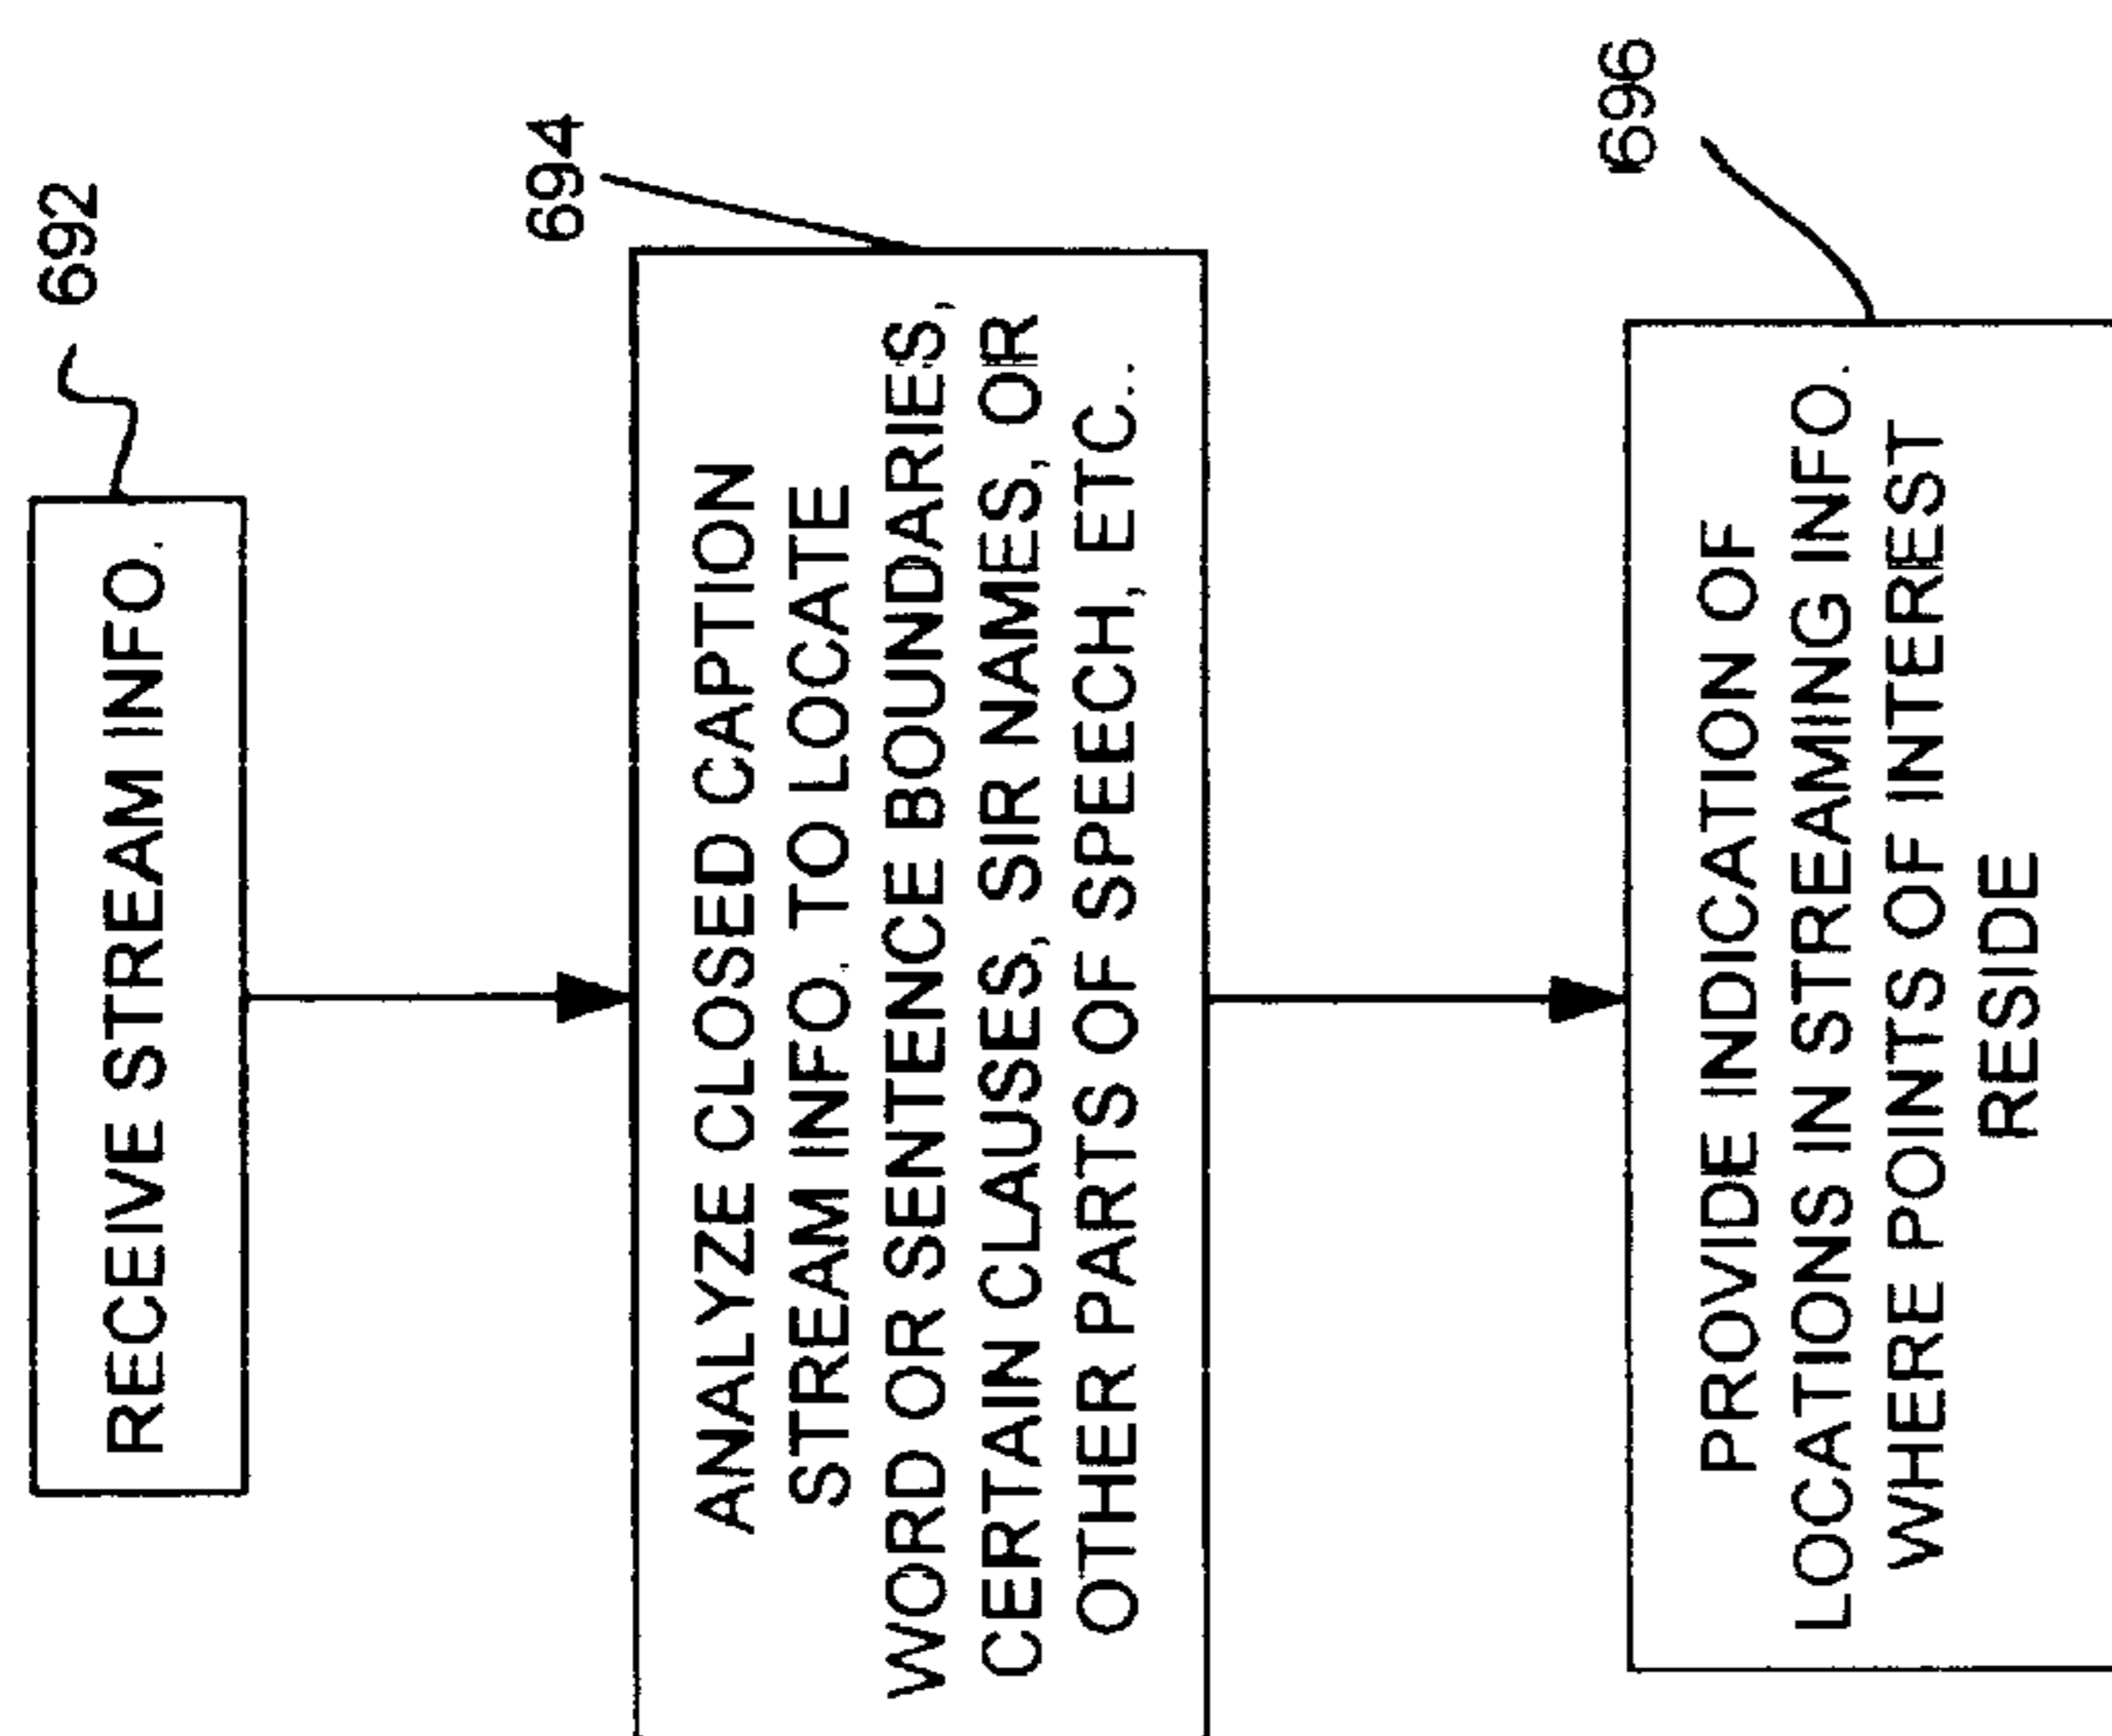 692
RECEIVE STREAM INFO.
694
ANALYZE CLOSED CAPTION
STREAM INFO. TO LOCATE
WORD OR SENTENCE BOUNDARIES,
CERTAIN CLAUSES, SIR NAMES, OR
OTHER PARTS OF SPEECH, ETC..
696
PROVIDE INDICATION OF
LOCATIONS IN STREAMING INFO.
WHERE POINTS OF INTEREST
RESIDE